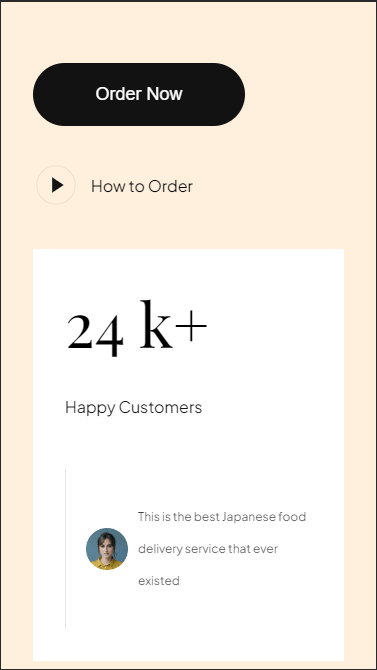 Order Now
How to Order
24 k+
Happy Customers
This is the best Japanese food
delivery service that ever
existed